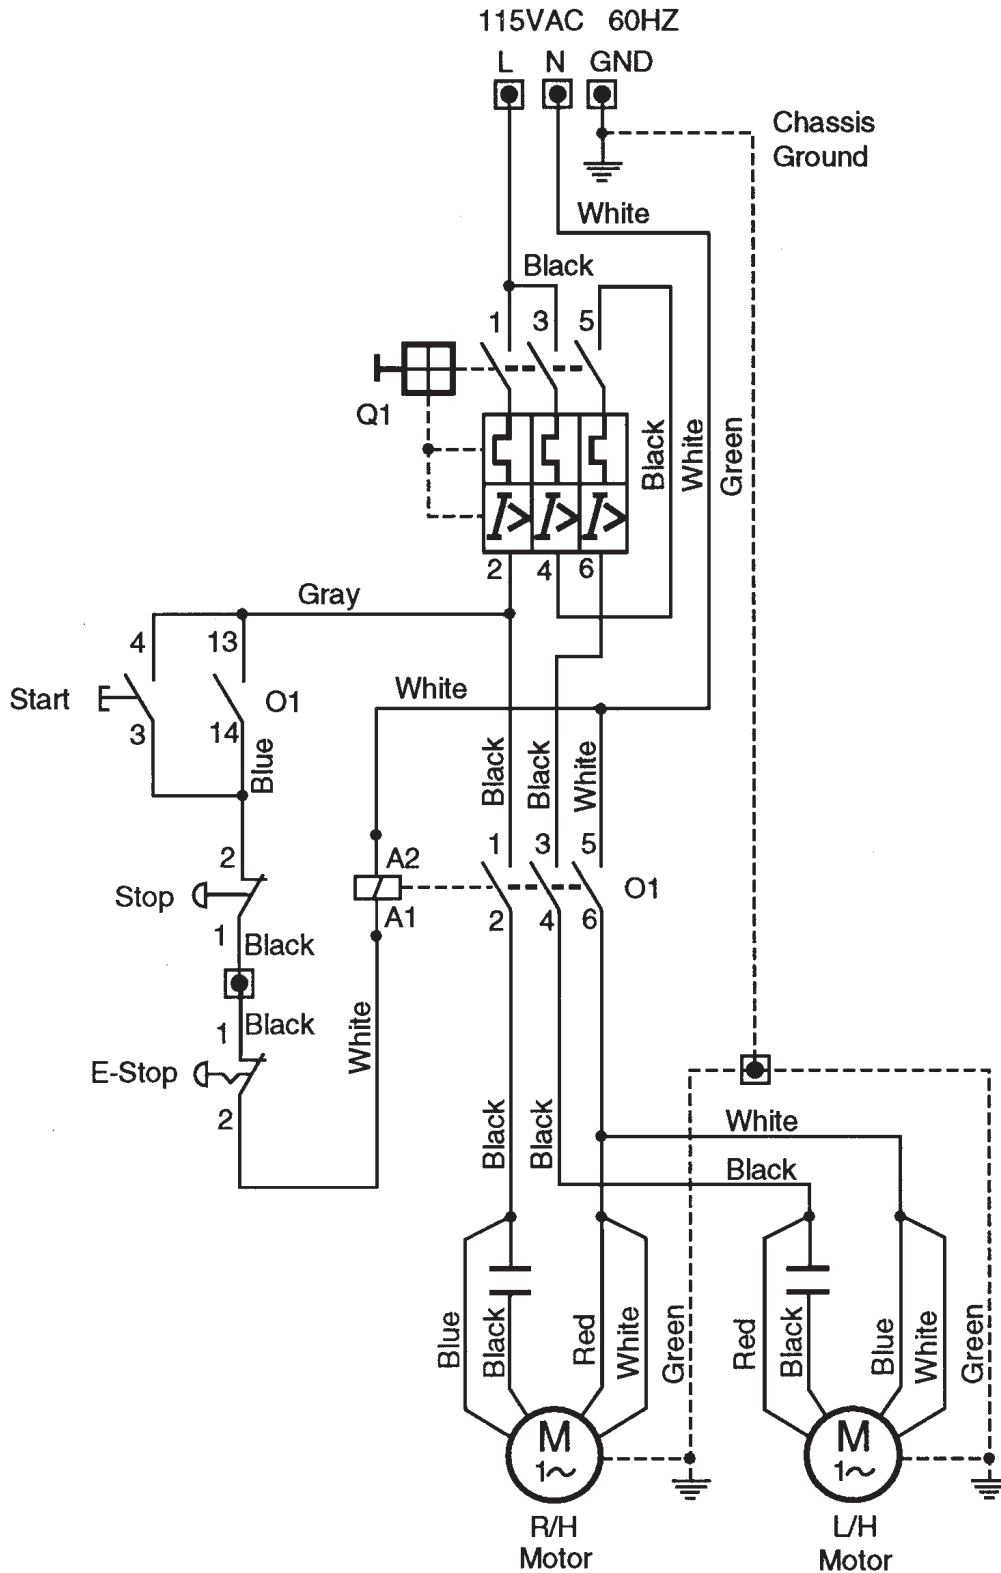 115VAC 60HZ
L N GND
Chassis
Ground
White
Black
1 3 5
Q1
Black
White
Green
2 4 6
Gray
4 13
Start
O1
3 14
Blue
White
Black
Black
White
2
Stop
1
Black
1
Black
E-Stop
2
A2
A1
White
1 3 5
O1
2 4 6
Black
Black
White
Black
Blue
Black
Red
White
Green
Red
Black
Blue
White
Green
M
1~
M
1~
R/H
Motor
L/H
Motor